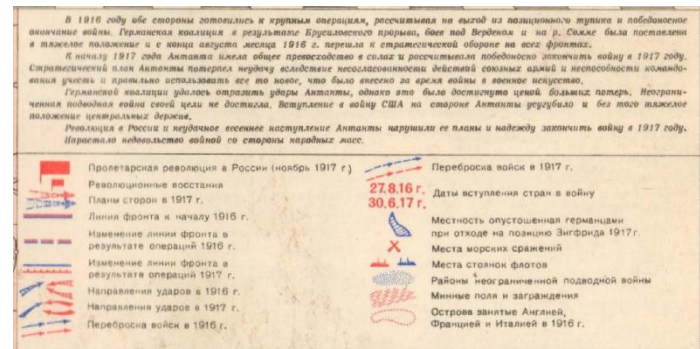 В 1916 году обе стороны готовились к крупным операциям, рассчитывая на выход из позиционного тупика и победоносное
окончание войны. Германская коалиция в результате Брусиловского прорыва, боев под Верденом и на р. Сомме была поставлена
в тяжелое положение и с конца августа месяца 1916 г. перешла к стратегической обороне на всех фронтах.
К началу 1917 года Антанта имела общее превосходство в силах и рассчитывала победоносно закончить войну в 1917 году.
Стратегический план Антанты потерпел неудачу вследствие несогласованности действий союзных армий и неспособности командо-
вания учесть и правильно использовать все то новое, что было внесено за время войны в военное искусство.
Германской коалиции удалось отразить удары Антанты, однако это было достигнуто ценой больших потерь. Неограни-
ченная подводная война своей цели не достигла. Вступление в войну США на стороне Антанты усугубило и без того тяжелое
положение центральных держав.
Революция в России и неудачное весеннее наступление Антанты нарушили ее планы и надежду закончить войну в 1917 году.
Нарастало недовольство войной со стороны народных масс.
Пролетарская революция в России (ноябрь 1917 г.)
Революционные восстания
Планы сторон в 1917 г.
Линия фронта к началу 1916 г.
Изменение линии фронта в
результате операций 1916 г.
Изменение линии фронта в
результате операций 1917 г.
Направления ударов в 1916 г.
Направления ударов в 1917 г.
Переброска войск в 1916 г.
Переброска войск в 1917 г.
27.8.16 г.
30.6.17 г.
Даты вступления стран в войну
Местность опустошенная германцами
при отходе на позицию Зигфрида 1917 г.
Места морских сражений
Места стоянок флотов
Районы неограниченной подводной войны
Минные поля и заграждения
Острова занятые Англией,
Францией и Италией в 1916 г.